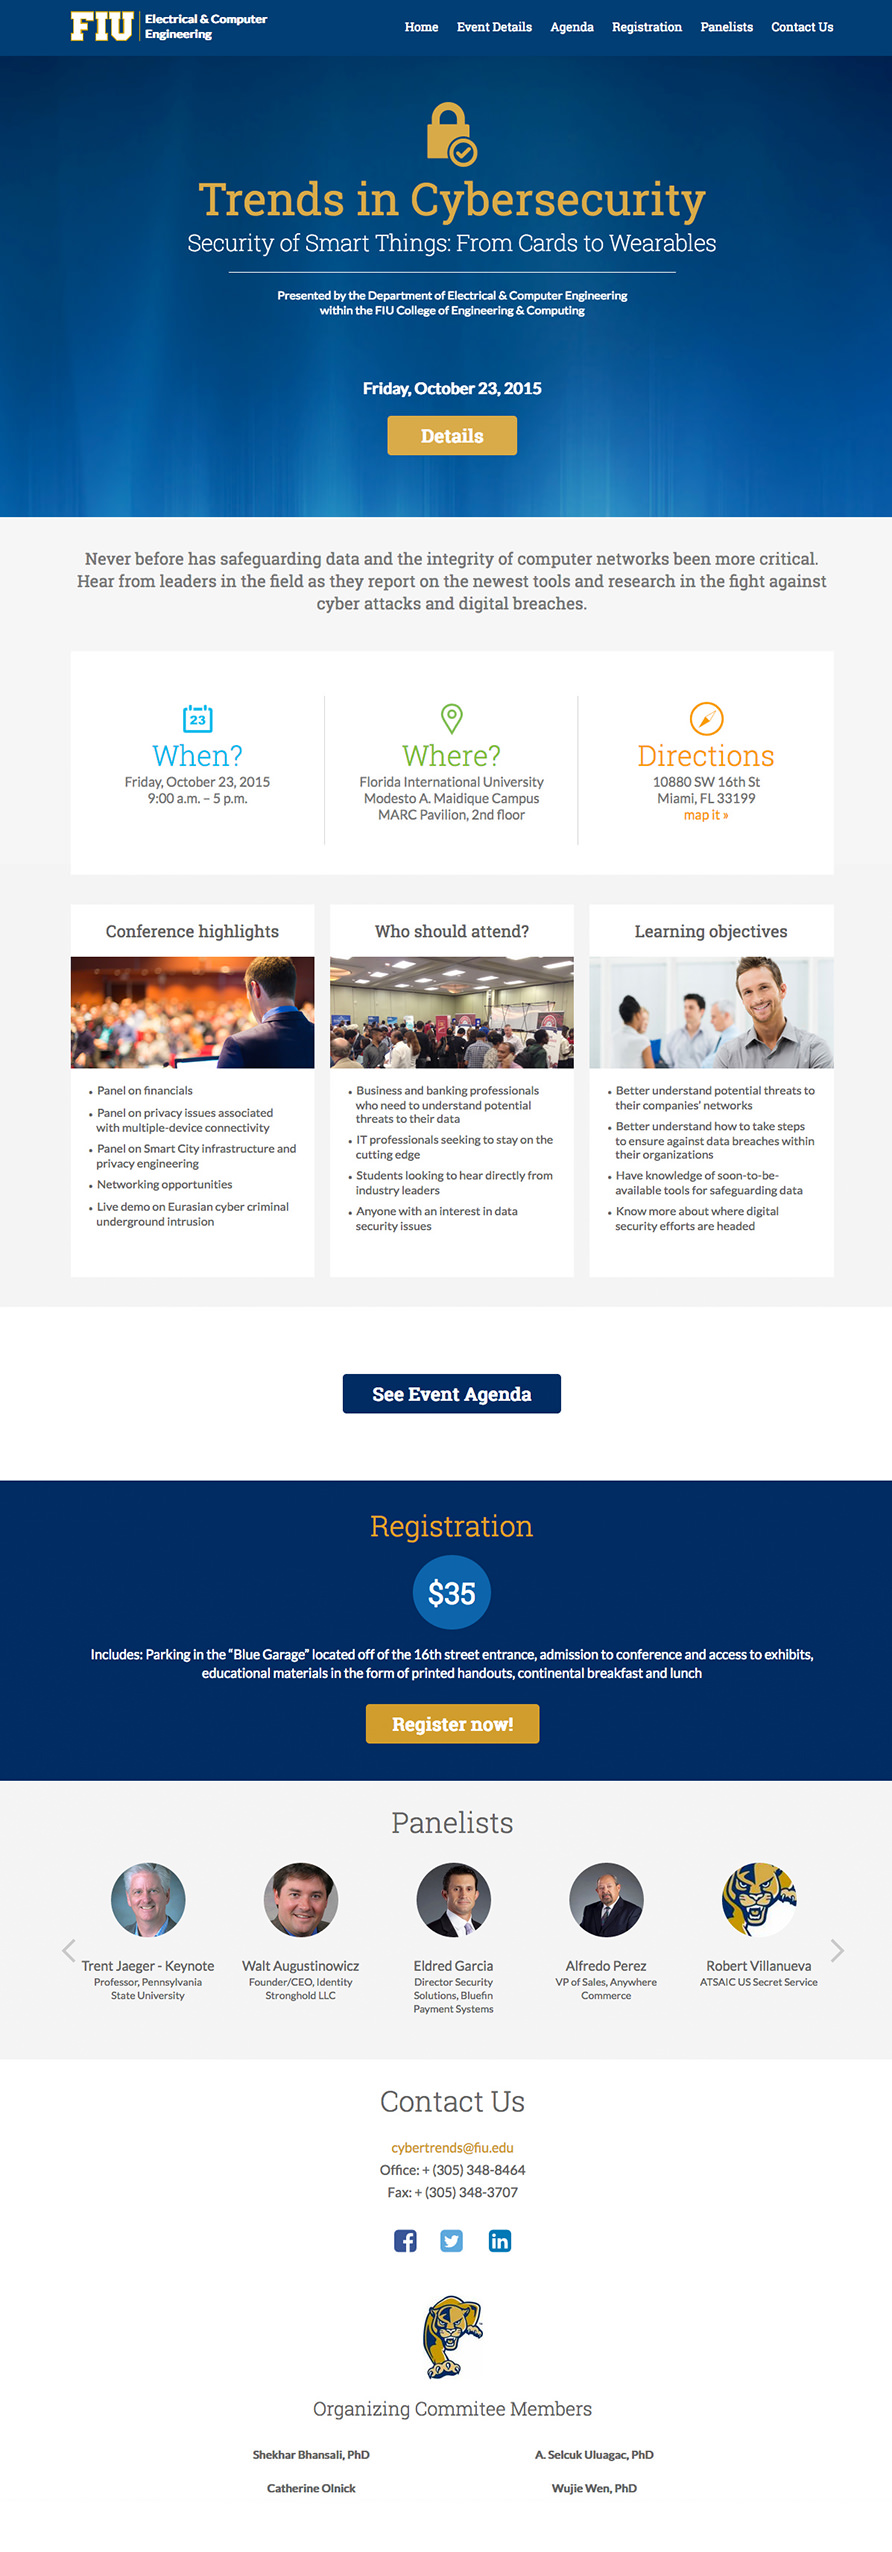 FIU
Electrical & Computer
Engineering
Home Event Details Agenda Registration Panelists Contact Us
Trends in Cybersecurity
Security of Smart Things: From Cards to Wearables
Presented by the Department of Electrical & Computer Engineering
within the FIU College of Engineering & Computing
Friday, October 23, 2015
Details
Never before has safeguarding data and the integrity of computer networks been more critical.
Hear from leaders in the field as they report on the newest tools and research in the fight against
cyber attacks and digital breaches.
23
When?
Friday, October 23, 2015
9:00 a.m. – 5 p.m.
Where?
Florida International University
Modesto A. Maidique Campus
MARC Pavilion, 2nd floor
Directions
10880 SW 16th St
Miami, FL 33199
map it »
Conference highlights
• Panel on financials
• Panel on privacy issues associated
with multiple-device connectivity
• Panel on Smart City infrastructure and
privacy engineering
• Networking opportunities
• Live demo on Eurasian cyber criminal
underground intrusion
Who should attend?
• Business and banking professionals
who need to understand potential
threats to their data
• IT professionals seeking to stay on the
cutting edge
• Students looking to hear directly from
industry leaders
• Anyone with an interest in data
security issues
Learning objectives
• Better understand potential threats to
their companies' networks
• Better understand how to take steps
to ensure against data breaches within
their organizations
• Have knowledge of soon-to-be-
available tools for safeguarding data
• Know more about where digital
security efforts are headed
See Event Agenda
Registration
$35
Includes: Parking in the “Blue Garage” located off of the 16th street entrance, admission to conference and access to exhibits,
educational materials in the form of printed handouts, continental breakfast and lunch
Register now!
Panelists
Trent Jaeger - Keynote
Professor, Pennsylvania
State University
Walt Augustinowicz
Founder/CEO, Identity
Stronghold LLC
Eldred Garcia
Director Security
Solutions, Bluefin
Payment Systems
Alfredo Perez
VP of Sales, Anywhere
Commerce
Robert Villanueva
ATSAIC US Secret Service
Contact Us
cybertrends@fiu.edu
Office: + (305) 348-8464
Fax: + (305) 348-3707
Organizing Commitee Members
Shekhar Bhansali, PhD
A. Selcuk Uluagac, PhD
Catherine Olnick
Wujie Wen, PhD